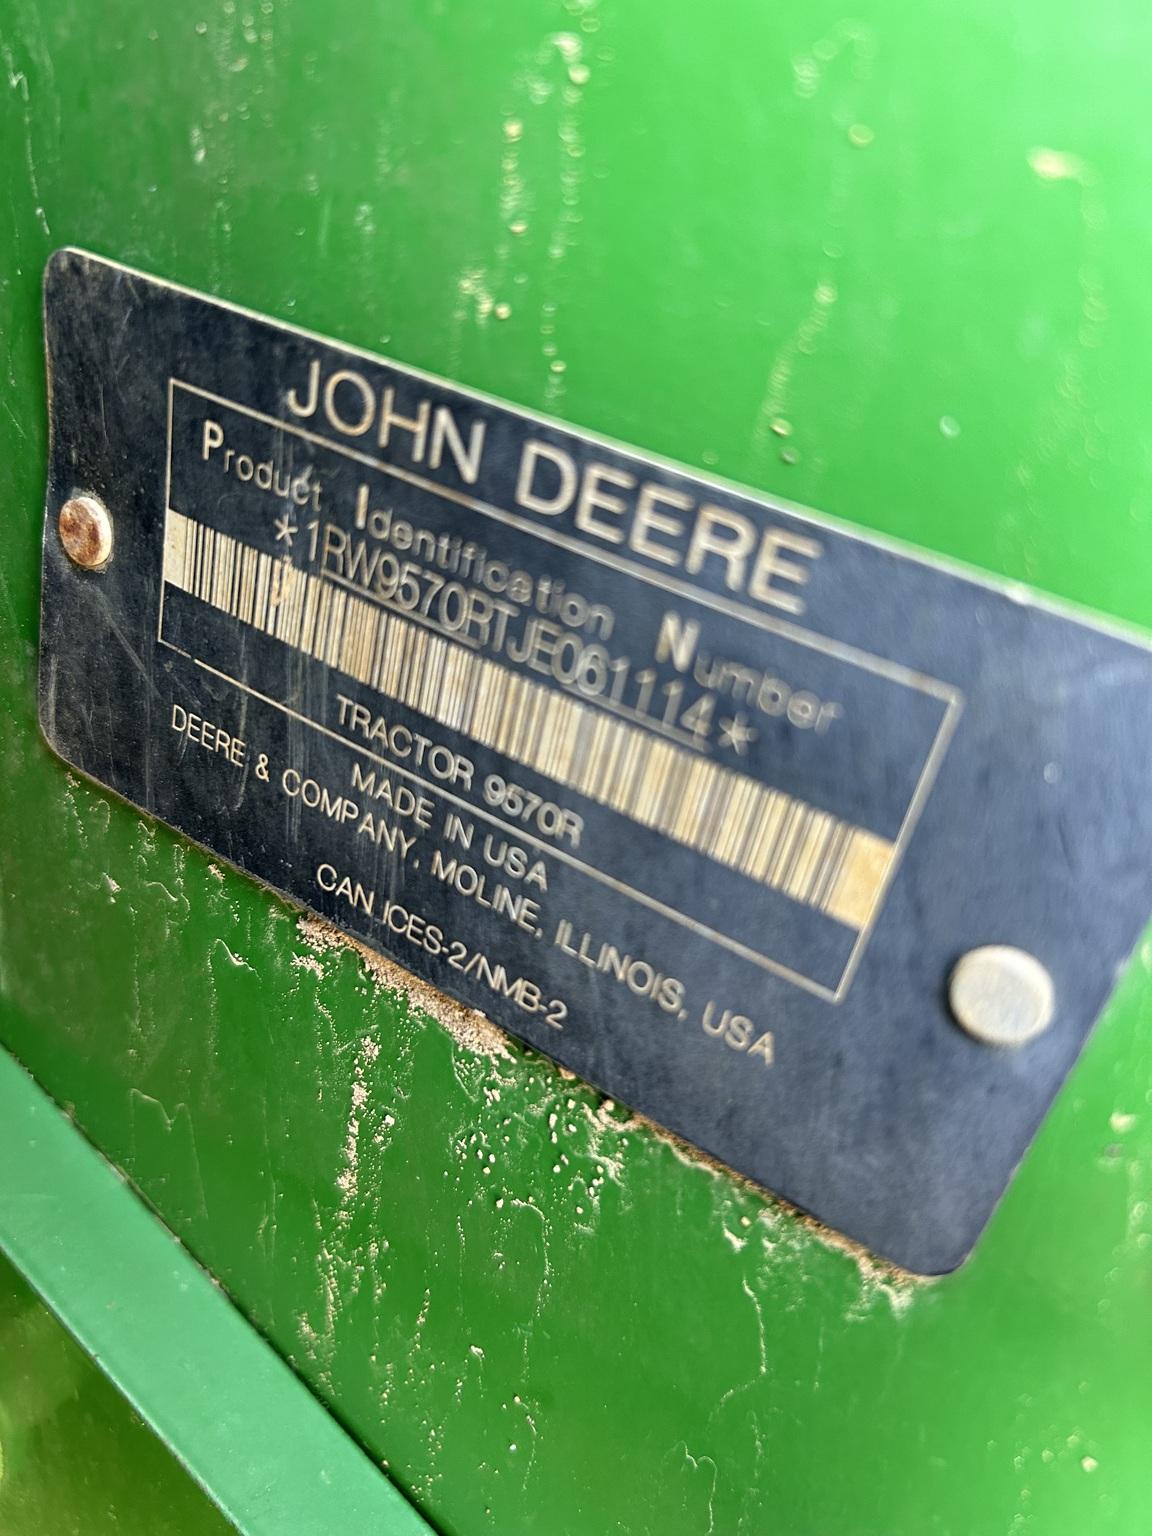 JOHN DEERE
Product Identification Number
*1RW9570RTJE061114*
TRACTOR 9570R
MADE IN USA
DEERE & COMPANY, MOLINE, ILLINOIS, USA
CAN ICES-2/NMB-2